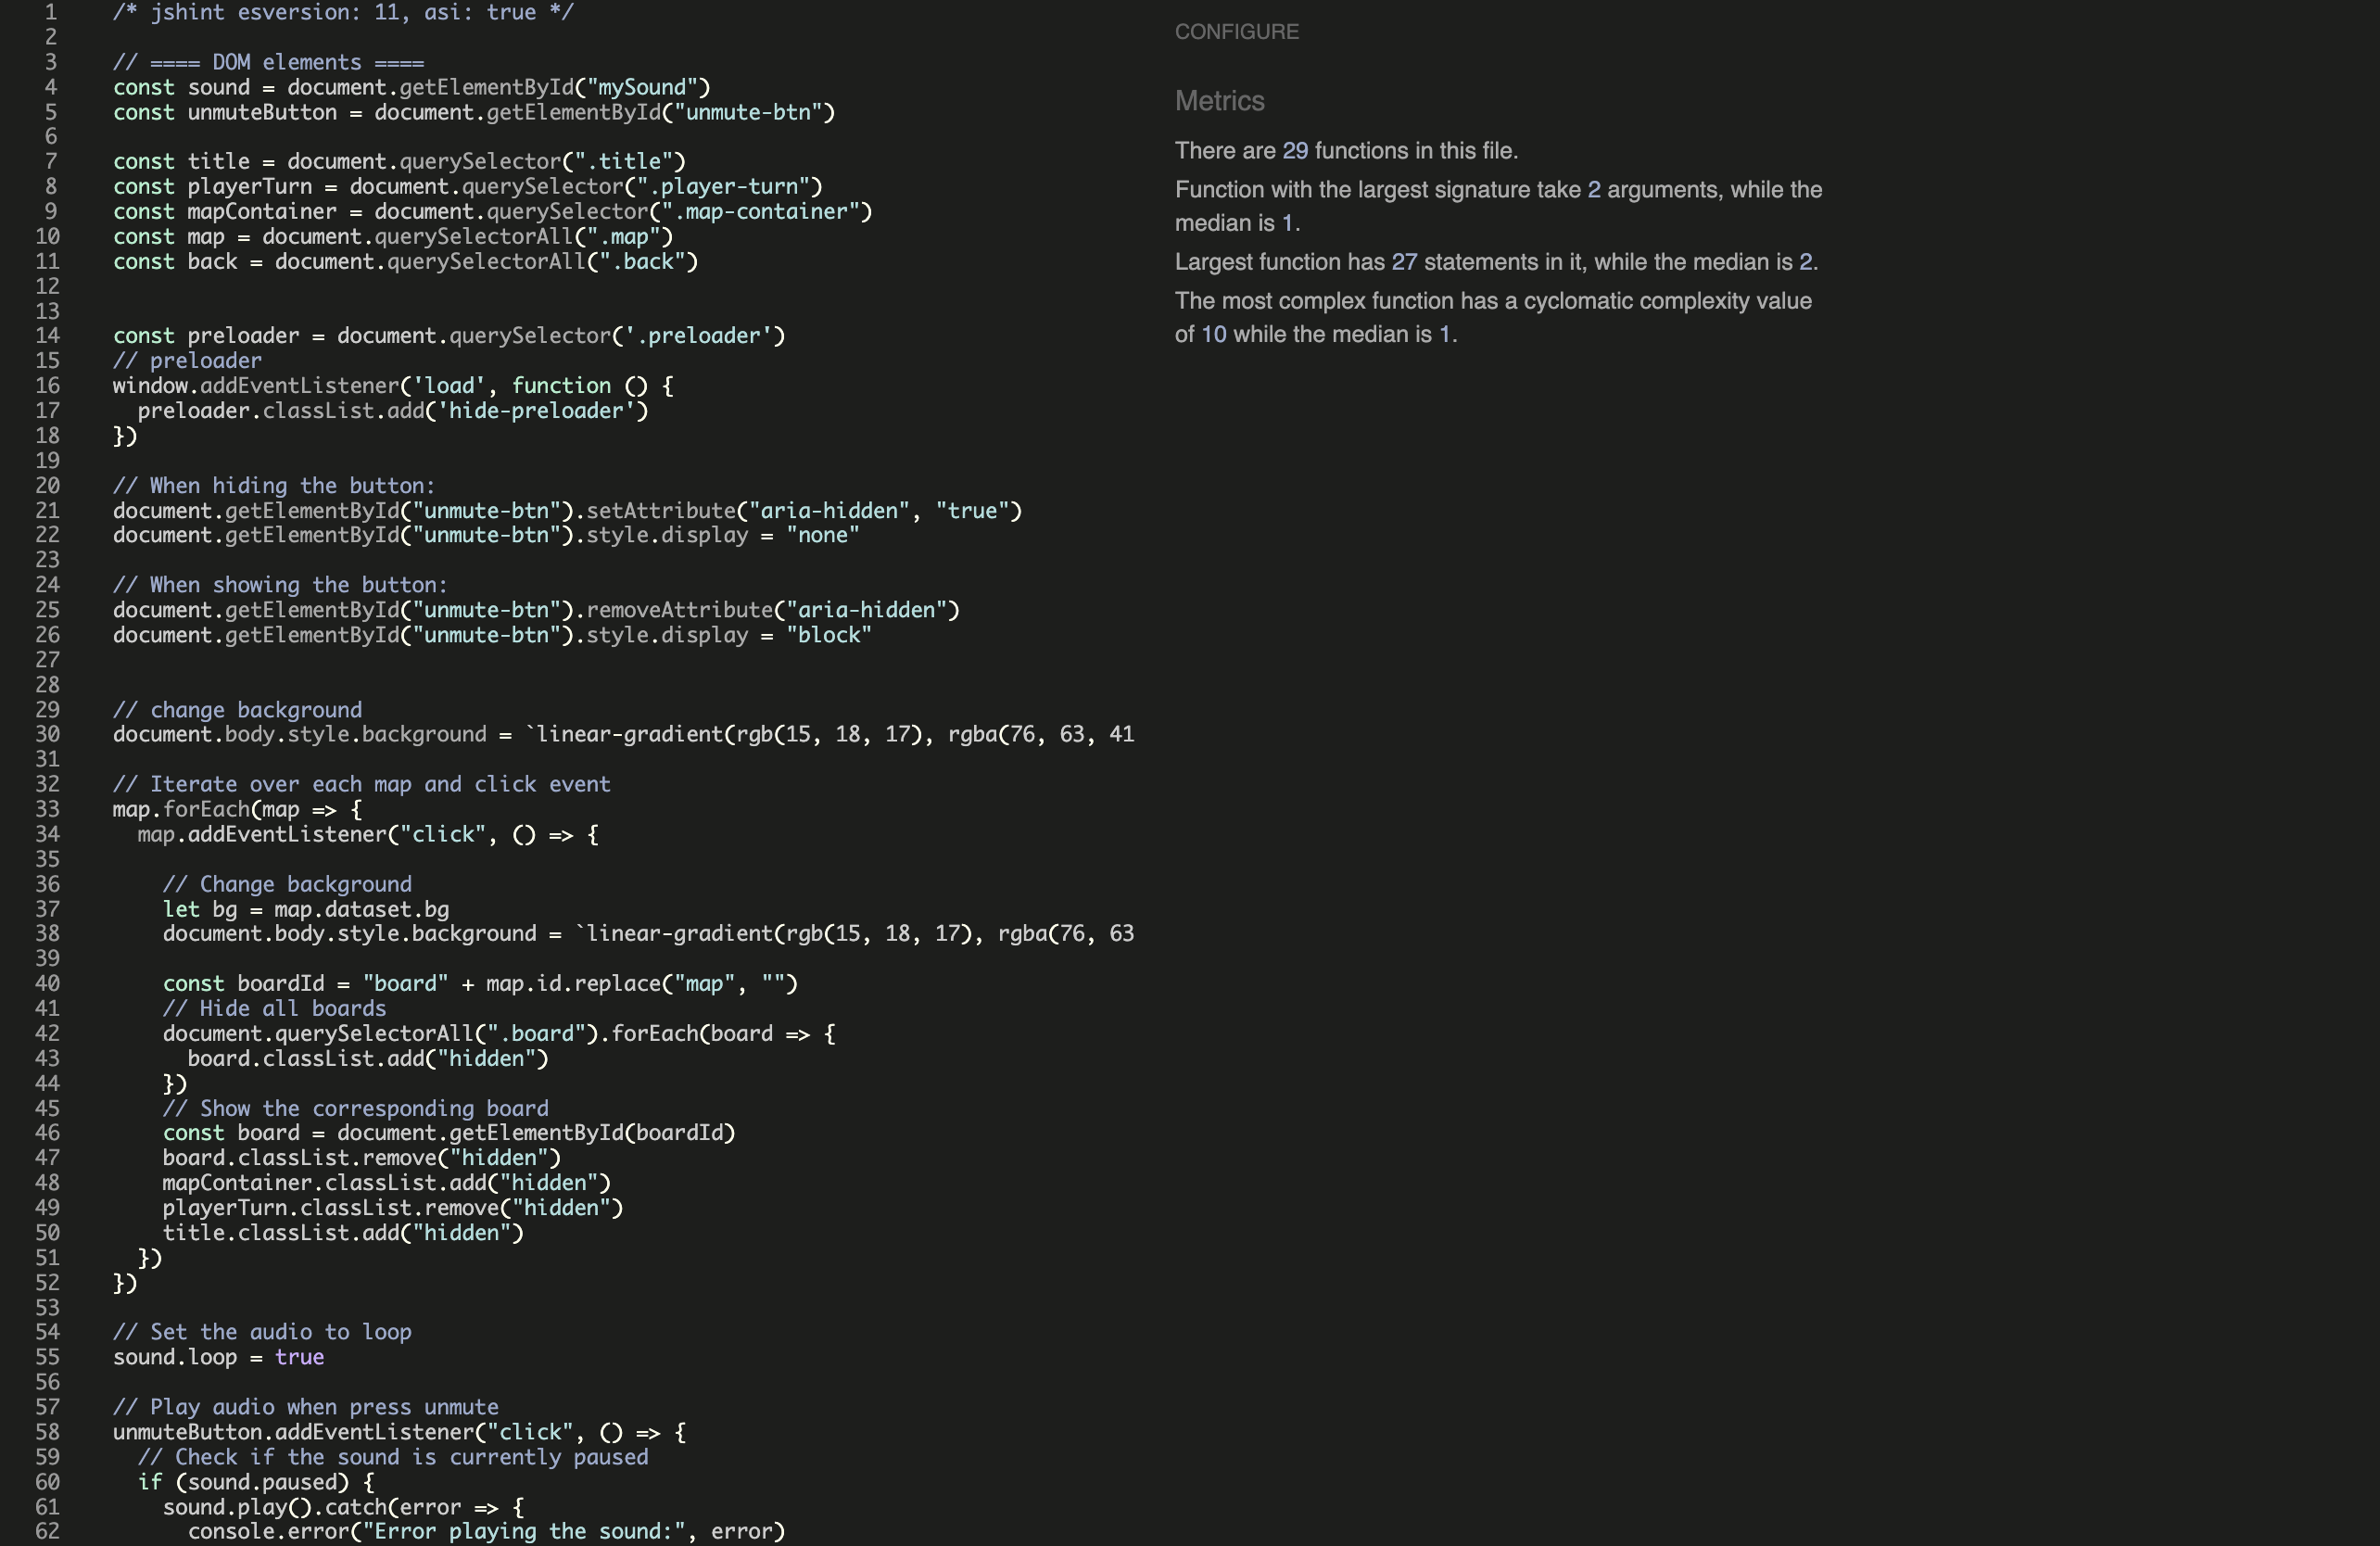 1 /* jshint esversion: 11, asi: true */
2
3 // ==== DOM elements ====
4 const sound = document.getElementById("mySound")
5 const unmuteButton = document.getElementById("unmute-btn")
6
7 const title = document.querySelector(".title")
8 const playerTurn = document.querySelector(".player-turn")
9 const mapContainer = document.querySelector(".map-container")
10 const map = document.querySelectorAll(".map")
11 const back = document.querySelectorAll(".back")
12
13
14 const preloader = document.querySelector('.preloader')
15 // preloader
16 window.addEventListener('load', function () {
17   preloader.classList.add('hide-preloader')
18 })
19
20 // When hiding the button:
21 document.getElementById("unmute-btn").setAttribute("aria-hidden", "true")
22 document.getElementById("unmute-btn").style.display = "none"
23
24 // When showing the button:
25 document.getElementById("unmute-btn").removeAttribute("aria-hidden")
26 document.getElementById("unmute-btn").style.display = "block"
27
28
29 // change background
30 document.body.style.background = `linear-gradient(rgb(15, 18, 17), rgba(76, 63, 41
31
32 // Iterate over each map and click event
33 map.forEach(map => {
34   map.addEventListener("click", () => {
35
36     // Change background
37     let bg = map.dataset.bg
38     document.body.style.background = `linear-gradient(rgb(15, 18, 17), rgba(76, 63
39
40     const boardId = "board" + map.id.replace("map", "")
41     // Hide all boards
42     document.querySelectorAll(".board").forEach(board => {
43       board.classList.add("hidden")
44     })
45     // Show the corresponding board
46     const board = document.getElementById(boardId)
47     board.classList.remove("hidden")
48     mapContainer.classList.add("hidden")
49     playerTurn.classList.remove("hidden")
50     title.classList.add("hidden")
51   })
52 })
53
54 // Set the audio to loop
55 sound.loop = true
56
57 // Play audio when press unmute
58 unmuteButton.addEventListener("click", () => {
59   // Check if the sound is currently paused
60   if (sound.paused) {
61     sound.play().catch(error => {
62       console.error("Error playing the sound:", error)
CONFIGURE
Metrics
There are 29 functions in this file.
Function with the largest signature take 2 arguments, while the
median is 1.
Largest function has 27 statements in it, while the median is 2.
The most complex function has a cyclomatic complexity value
of 10 while the median is 1.